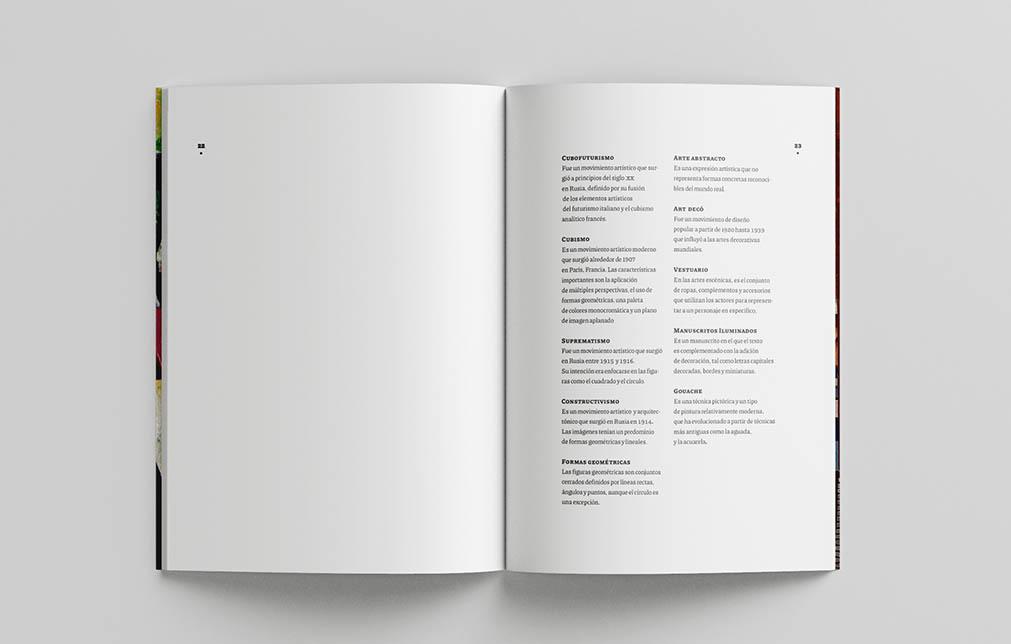 22
23
Cubofuturismo
Fue un movimiento artístico que sur-
gió a principios del siglo XX
en Rusia, definido por su fusión
de los elementos artísticos
del futurismo italiano y el cubismo
analítico francés.
Cubismo
Es un movimiento artístico moderno
que surgió alrededor de 1907
en París, Francia. Las características
importantes son la aplicación
de múltiples perspectivas, el uso de
formas geométricas, una paleta
de colores monocromática y un plano
de imagen aplanado
Suprematismo
Fue un movimiento artístico que surgió
en Rusia entre 1915 y 1916.
Su intención era enfocarse en las figu-
ras como el cuadrado y el círculo.
Constructivismo
Es un movimiento artístico y arquitec-
tónico que surgió en Rusia en 1914.
Las imágenes tenían un predominio
de formas geométricas y lineales.
Formas geométricas
Las figuras geométricas son conjuntos
cerrados definidos por líneas rectas,
ángulos y puntos, aunque el círculo es
una excepción.
Arte abstracto
Es una expresión artística que no
representa formas concretas reconoci-
bles del mundo real.
Art decó
Fue un movimiento de diseño
popular a partir de 1920 hasta 1939
que influyó a las artes decorativas
mundiales.
Vestuario
En las artes escénicas, es el conjunto
de ropas, complementos y accesorios
que utilizan los actores para represen-
tar a un personaje en específico.
Manuscritos Iluminados
Es un manuscrito en el que el texto
es complementado con la adición
de decoración, tal como letras capitales
decoradas, bordes y miniaturas.
Gouache
Es una técnica pictórica y un tipo
de pintura relativamente moderna,
que ha evolucionado a partir de técnicas
más antiguas como la aguada,
y la acuarela.